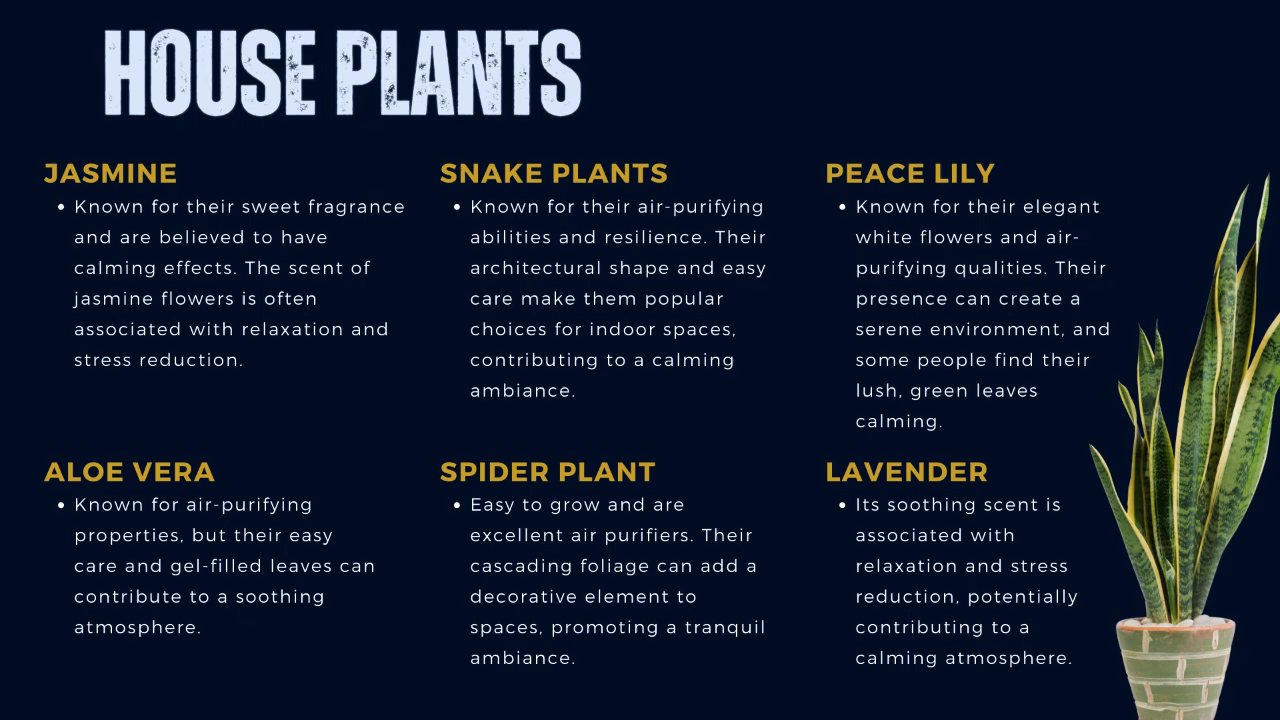 HOUSE PLANTS
JASMINE
• Known for their sweet fragrance
and are believed to have
calming effects. The scent of
jasmine flowers is often
associated with relaxation and
stress reduction.
SNAKE PLANTS
• Known for their air-purifying
abilities and resilience. Their
architectural shape and easy
care make them popular
choices for indoor spaces,
contributing to a calming
ambiance.
PEACE LILY
• Known for their elegant
white flowers and air-
purifying qualities. Their
presence can create a
serene environment, and
some people find their
lush, green leaves
calming.
ALOE VERA
• Known for air-purifying
properties, but their easy
care and gel-filled leaves can
contribute to a soothing
atmosphere.
SPIDER PLANT
• Easy to grow and are
excellent air purifiers. Their
cascading foliage can add a
decorative element to
spaces, promoting a tranquil
ambiance.
LAVENDER
• Its soothing scent is
associated with
relaxation and stress
reduction, potentially
contributing to a
calming atmosphere.